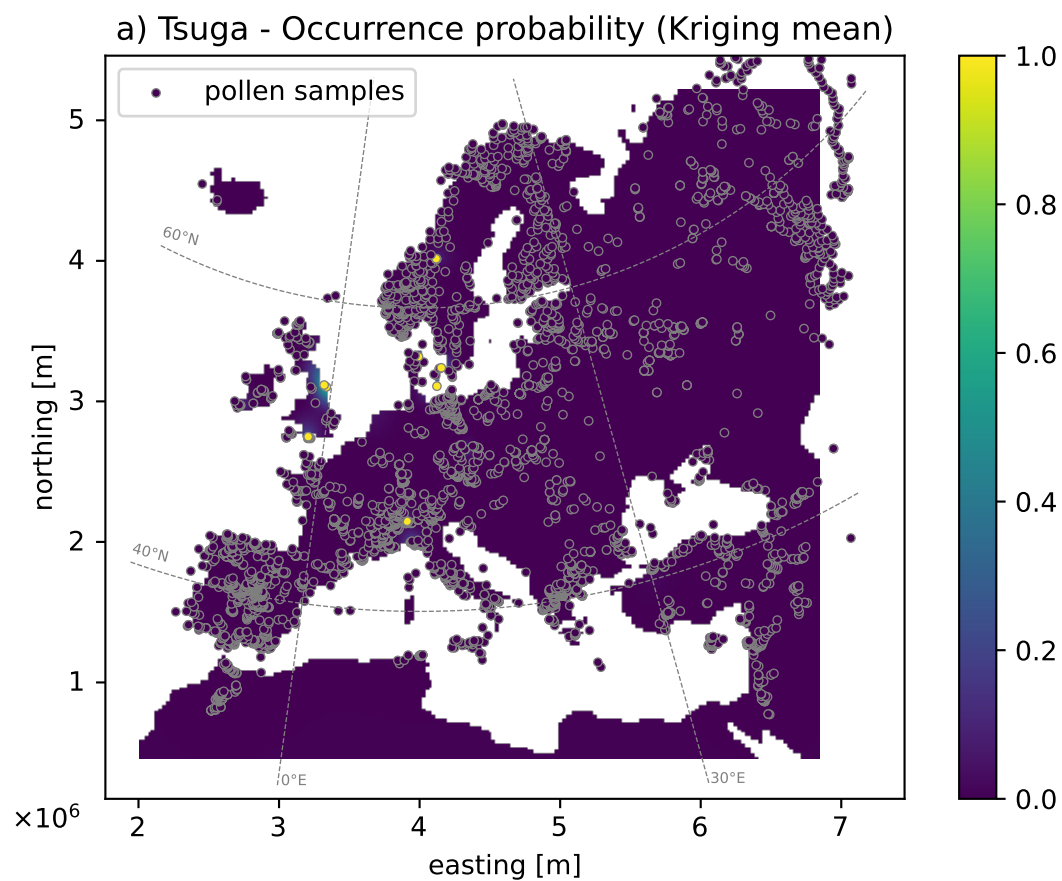 a) Tsuga - Occurrence probability (Kriging mean)
pollen samples
1.0
0.8
0.6
0.4
0.2
0.0
northing [m]
5
4
3
2
1
60°N
40°N
0°E
30°E
×10⁶
2 3 4 5 6 7
easting [m]